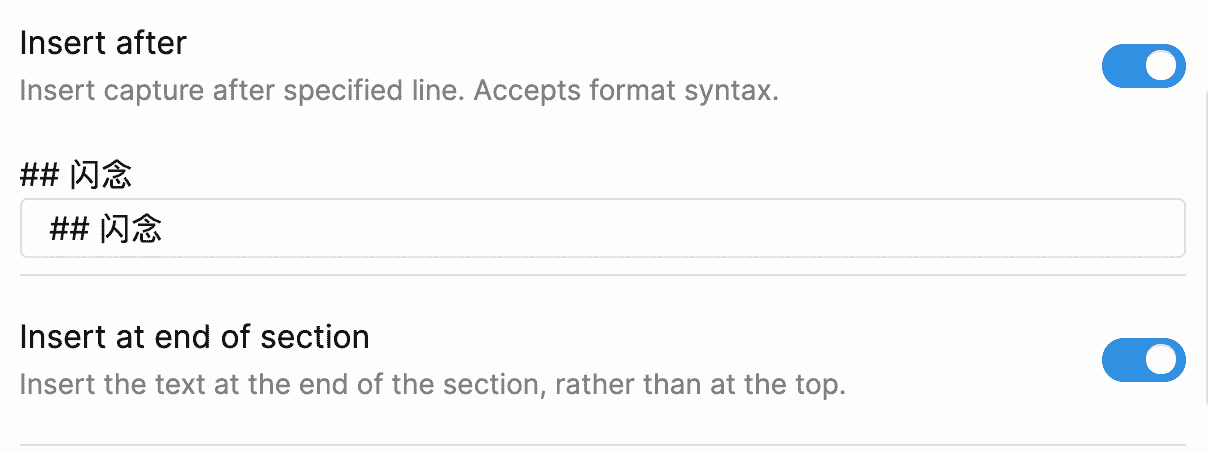 Insert after
Insert capture after specified line. Accepts format syntax.
## 闪念
## 闪念
Insert at end of section
Insert the text at the end of the section, rather than at the top.